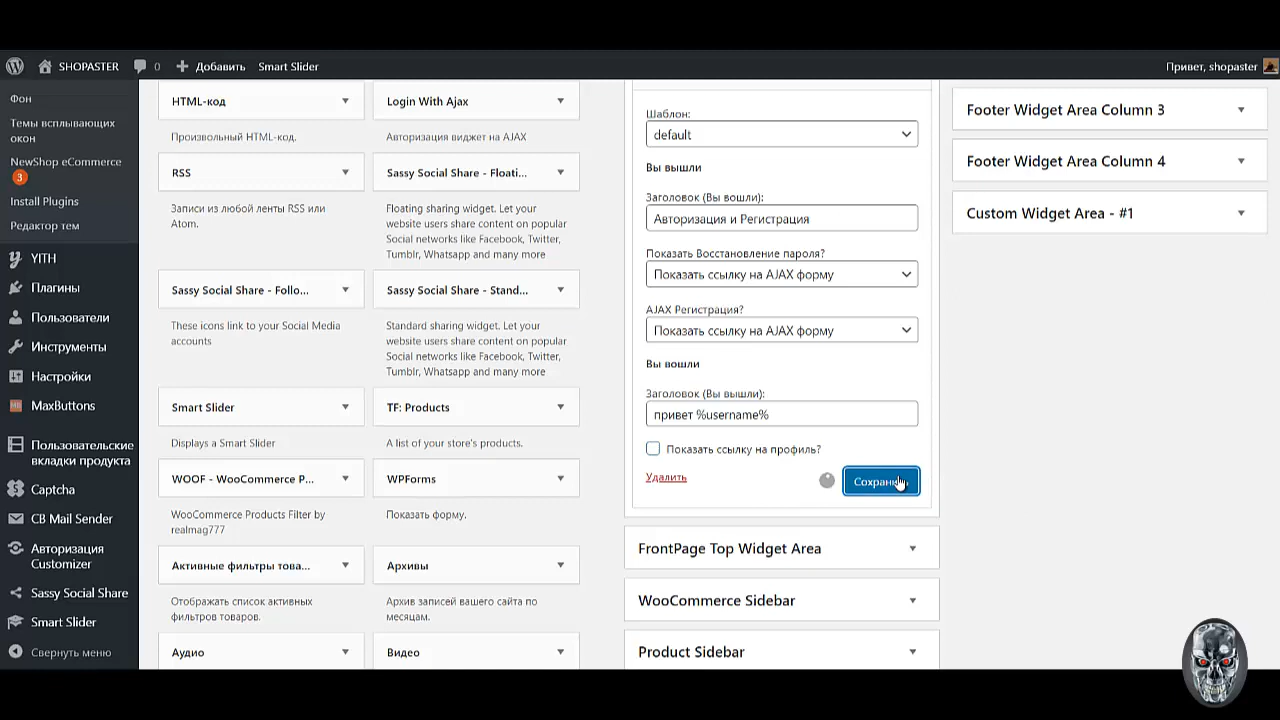 SHOPASTER
0
Добавить
Smart Slider
Привет, shopaster
Фон
Темы всплывающих
окон
NewShop eCommerce
3
Install Plugins
Редактор тем
YITH
Плагины
Пользователи
Инструменты
Настройки
MaxButtons
Пользовательские
вкладки продукта
Captcha
CB Mail Sender
Авторизация
Customizer
Sassy Social Share
Smart Slider
Свернуть меню
HTML-код
Произвольный HTML-код.
RSS
Записи из любой ленты RSS или
Atom.
Sassy Social Share - Follo...
These icons link to your Social Media
accounts
Smart Slider
Displays a Smart Slider
WOOF - WooCommerce P...
WooCommerce Products Filter by
realmag777
Активные фильтры това...
Отображать список активных
фильтров товаров.
Аудио
Login With Ajax
Авторизация виджет на AJAX
Sassy Social Share - Floati...
Floating sharing widget. Let your
website users share content on popular
Social networks like Facebook, Twitter,
Tumblr, Whatsapp and many more
Sassy Social Share - Stand...
Standard sharing widget. Let your
website users share content on popular
Social networks like Facebook, Twitter,
Tumblr, Whatsapp and many more
TF: Products
A list of your store's products.
WPForms
Показать форму.
Архивы
Архив записей вашего сайта по
месяцам.
Видео
Шаблон:
default
Вы вышли
Заголовок (Вы вышли):
Авторизация и Регистрация
Показать Восстановление пароля?
Показать ссылку на AJAX форму
AJAX Регистрация?
Показать ссылку на AJAX форму
Вы вошли
Заголовок (Вы вышли):
привет %username%
Показать ссылку на профиль?
Удалить
Сохранить
FrontPage Top Widget Area
WooCommerce Sidebar
Product Sidebar
Footer Widget Area Column 3
Footer Widget Area Column 4
Custom Widget Area - #1